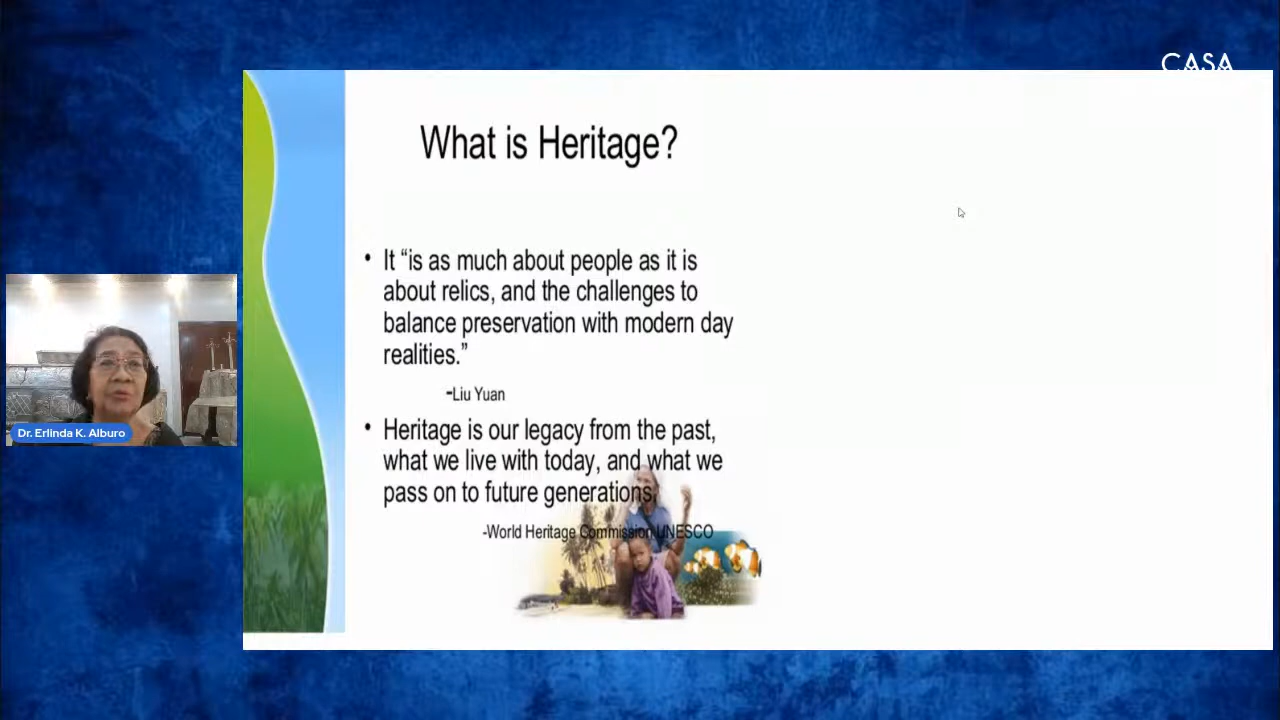 CASA
What is Heritage?
• It “is as much about people as it is
about relics, and the challenges to
balance preservation with modern day
realities.”
-Liu Yuan
• Heritage is our legacy from the past,
what we live with today, and what we
pass on to future generations.
-World Heritage Commission UNESCO
Dr. Erlinda K. Alburo